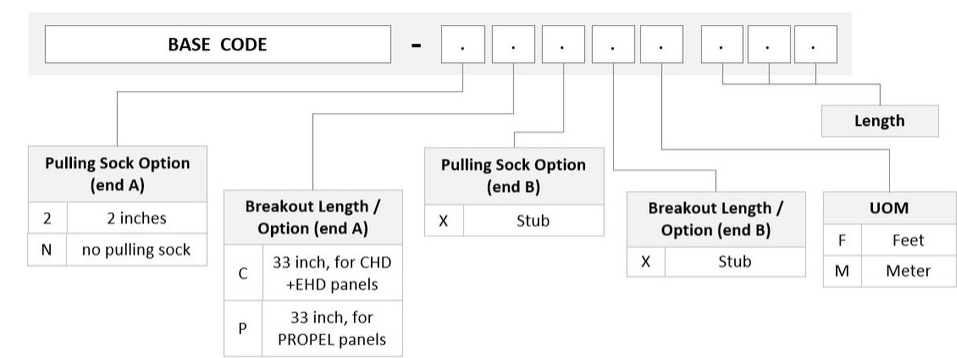 BASE CODE - . . . . . . . .
Length
Pulling Sock Option
(end A)
2 2 inches
N no pulling sock
Breakout Length /
Option (end A)
C 33 inch, for CHD
+EHD panels
P 33 inch, for
PROPEL panels
Pulling Sock Option
(end B)
X Stub
Breakout Length /
Option (end B)
X Stub
UOM
F Feet
M Meter